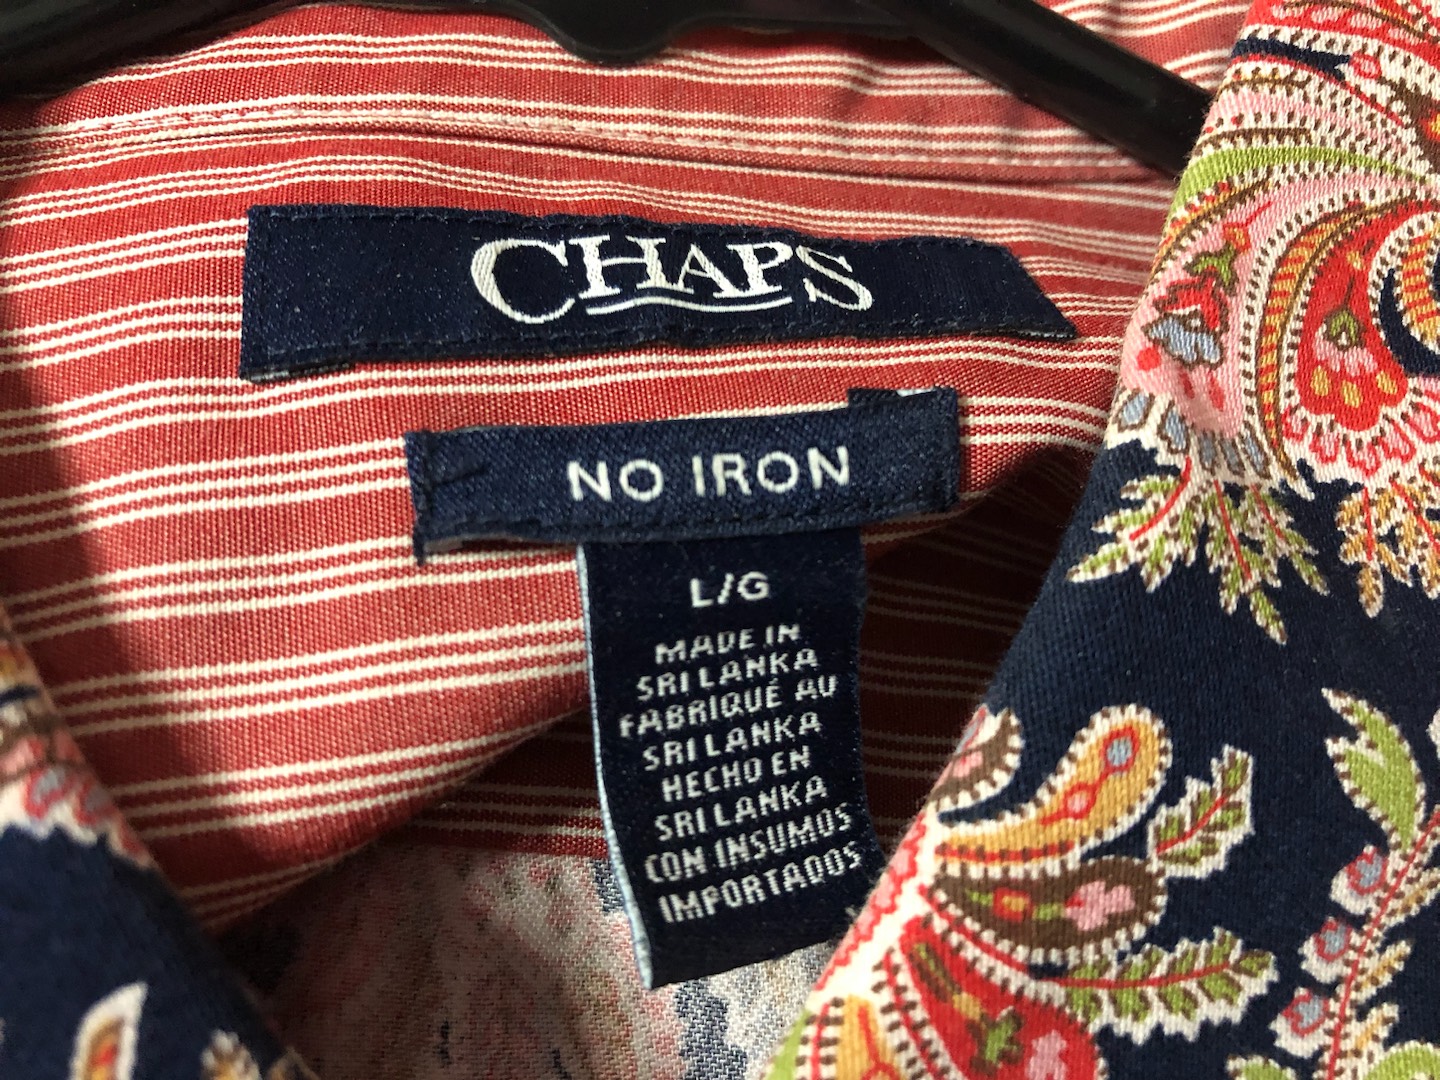 CHAPS
NO IRON
L/G
MADE IN
SRI LANKA
FABRIQUÉ AU
SRI LANKA
HECHO EN
SRI LANKA
CON INSUMOS
IMPORTADOS